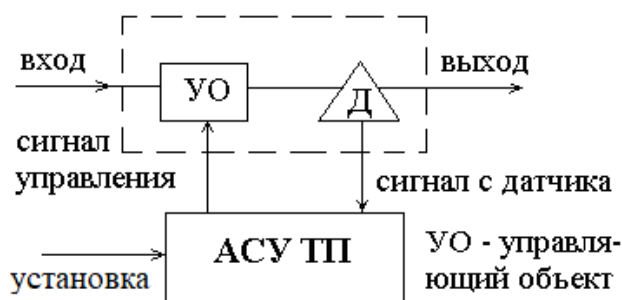 вход
выход
УО
Д
сигнал
управления
сигнал с датчика
АСУ ТП
УО - управля-
ющий объект
установка